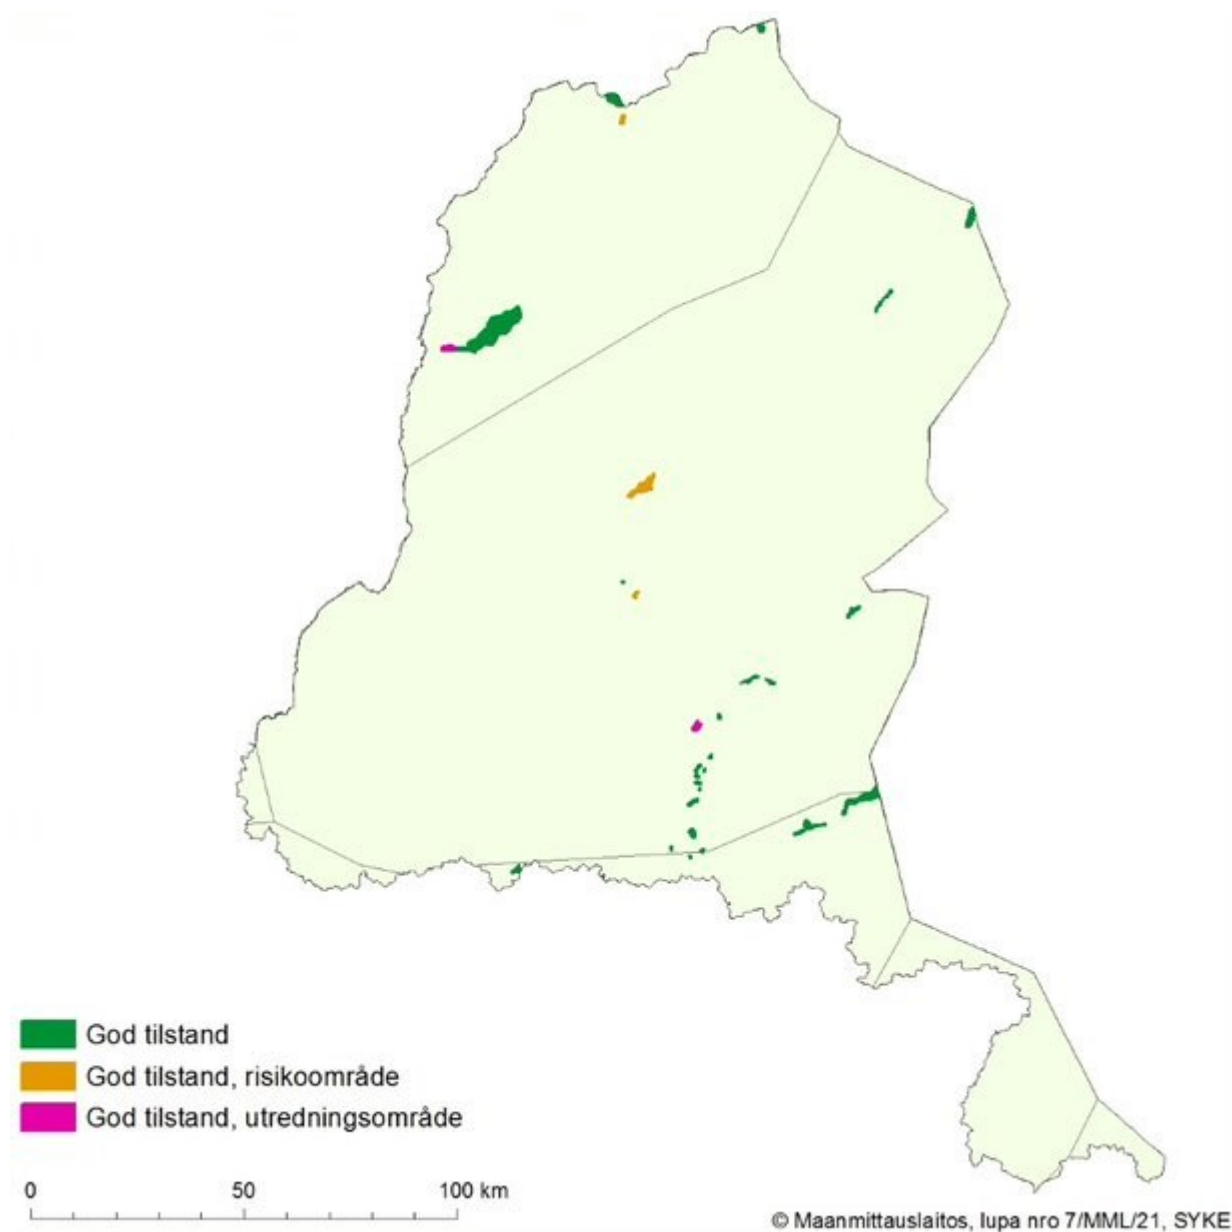 God tilstand
God tilstand, risikoområde
God tilstand, utredningsområde
0 50 100 km
© Maanmittauslaitos, lupa nro 7/MML/21, SYKE